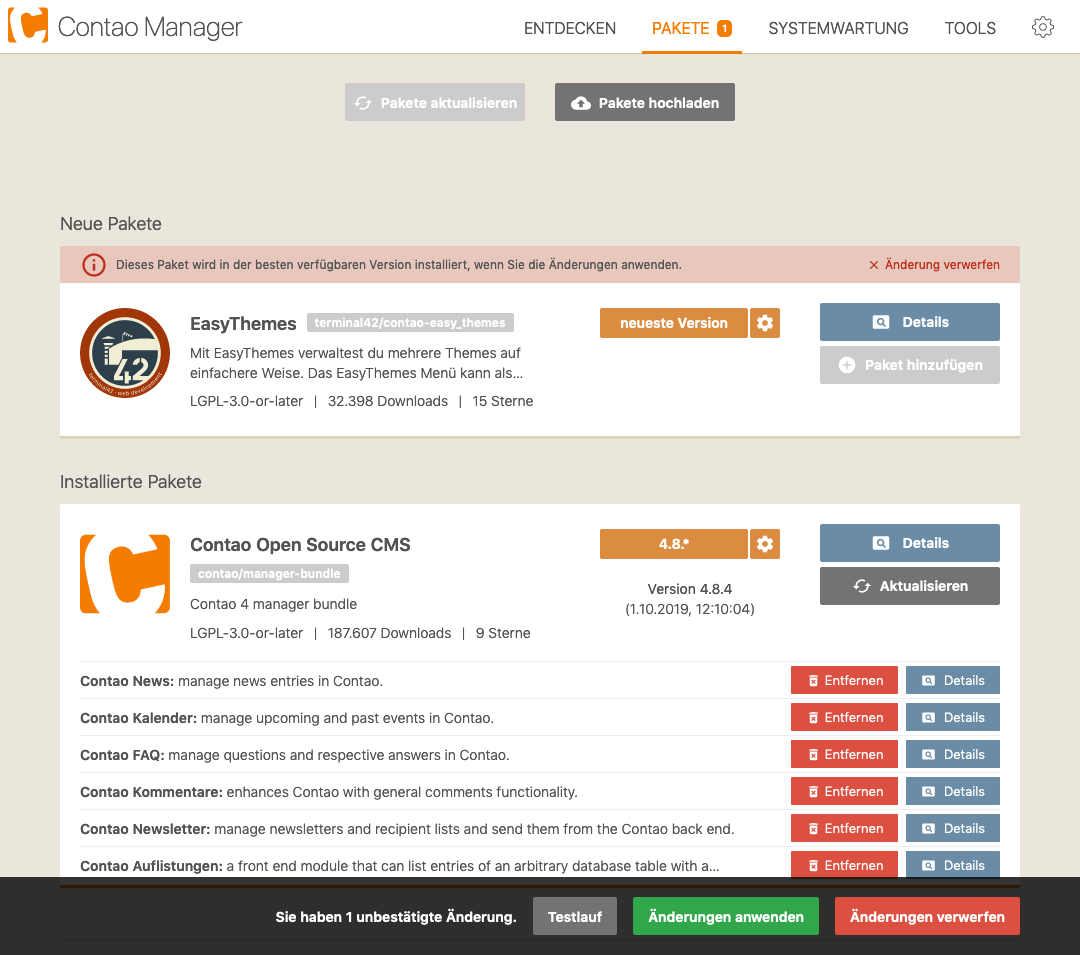 Contao Manager
ENTDECKEN
PAKETE 1
SYSTEMWARTUNG
TOOLS
Pakete aktualisieren
Pakete hochladen
Neue Pakete
Dieses Paket wird in der besten verfügbaren Version installiert, wenn Sie die Änderungen anwenden.
Änderung verwerfen
42
terminal42 · web development
EasyThemes terminal42/contao-easy_themes
Mit EasyThemes verwaltest du mehrere Themes auf
einfachere Weise. Das EasyThemes Menü kann als...
LGPL-3.0-or-later | 32.398 Downloads | 15 Sterne
neueste Version
Details
Paket hinzufügen
Installierte Pakete
Contao Open Source CMS
contao/manager-bundle
Contao 4 manager bundle
LGPL-3.0-or-later | 187.607 Downloads | 9 Sterne
4.8.*
Version 4.8.4
(1.10.2019, 12:10:04)
Details
Aktualisieren
Contao News: manage news entries in Contao. Entfernen Details
Contao Kalender: manage upcoming and past events in Contao. Entfernen Details
Contao FAQ: manage questions and respective answers in Contao. Entfernen Details
Contao Kommentare: enhances Contao with general comments functionality. Entfernen Details
Contao Newsletter: manage newsletters and recipient lists and send them from the Contao back end. Entfernen Details
Contao Auflistungen: a front end module that can list entries of an arbitrary database table with a... Entfernen Details
Sie haben 1 unbestätigte Änderung. Testlauf Änderungen anwenden Änderungen verwerfen